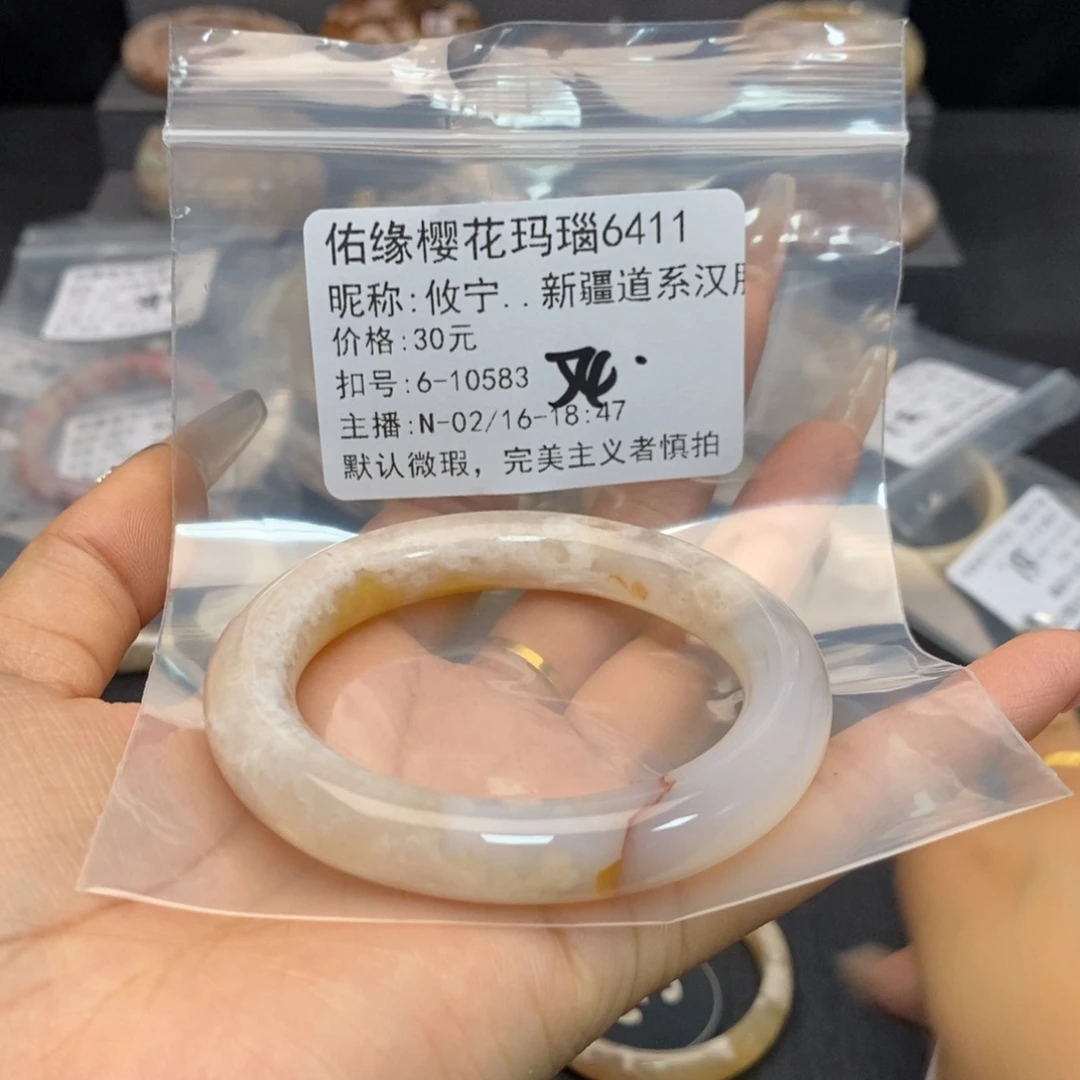 佑缘樱花玛瑙6411
昵称:攸宁..新疆道系汉服
价格:30元
扣号:6-10583
主播:N-02/16-18:47
默认微瑕，完美主义者慎拍